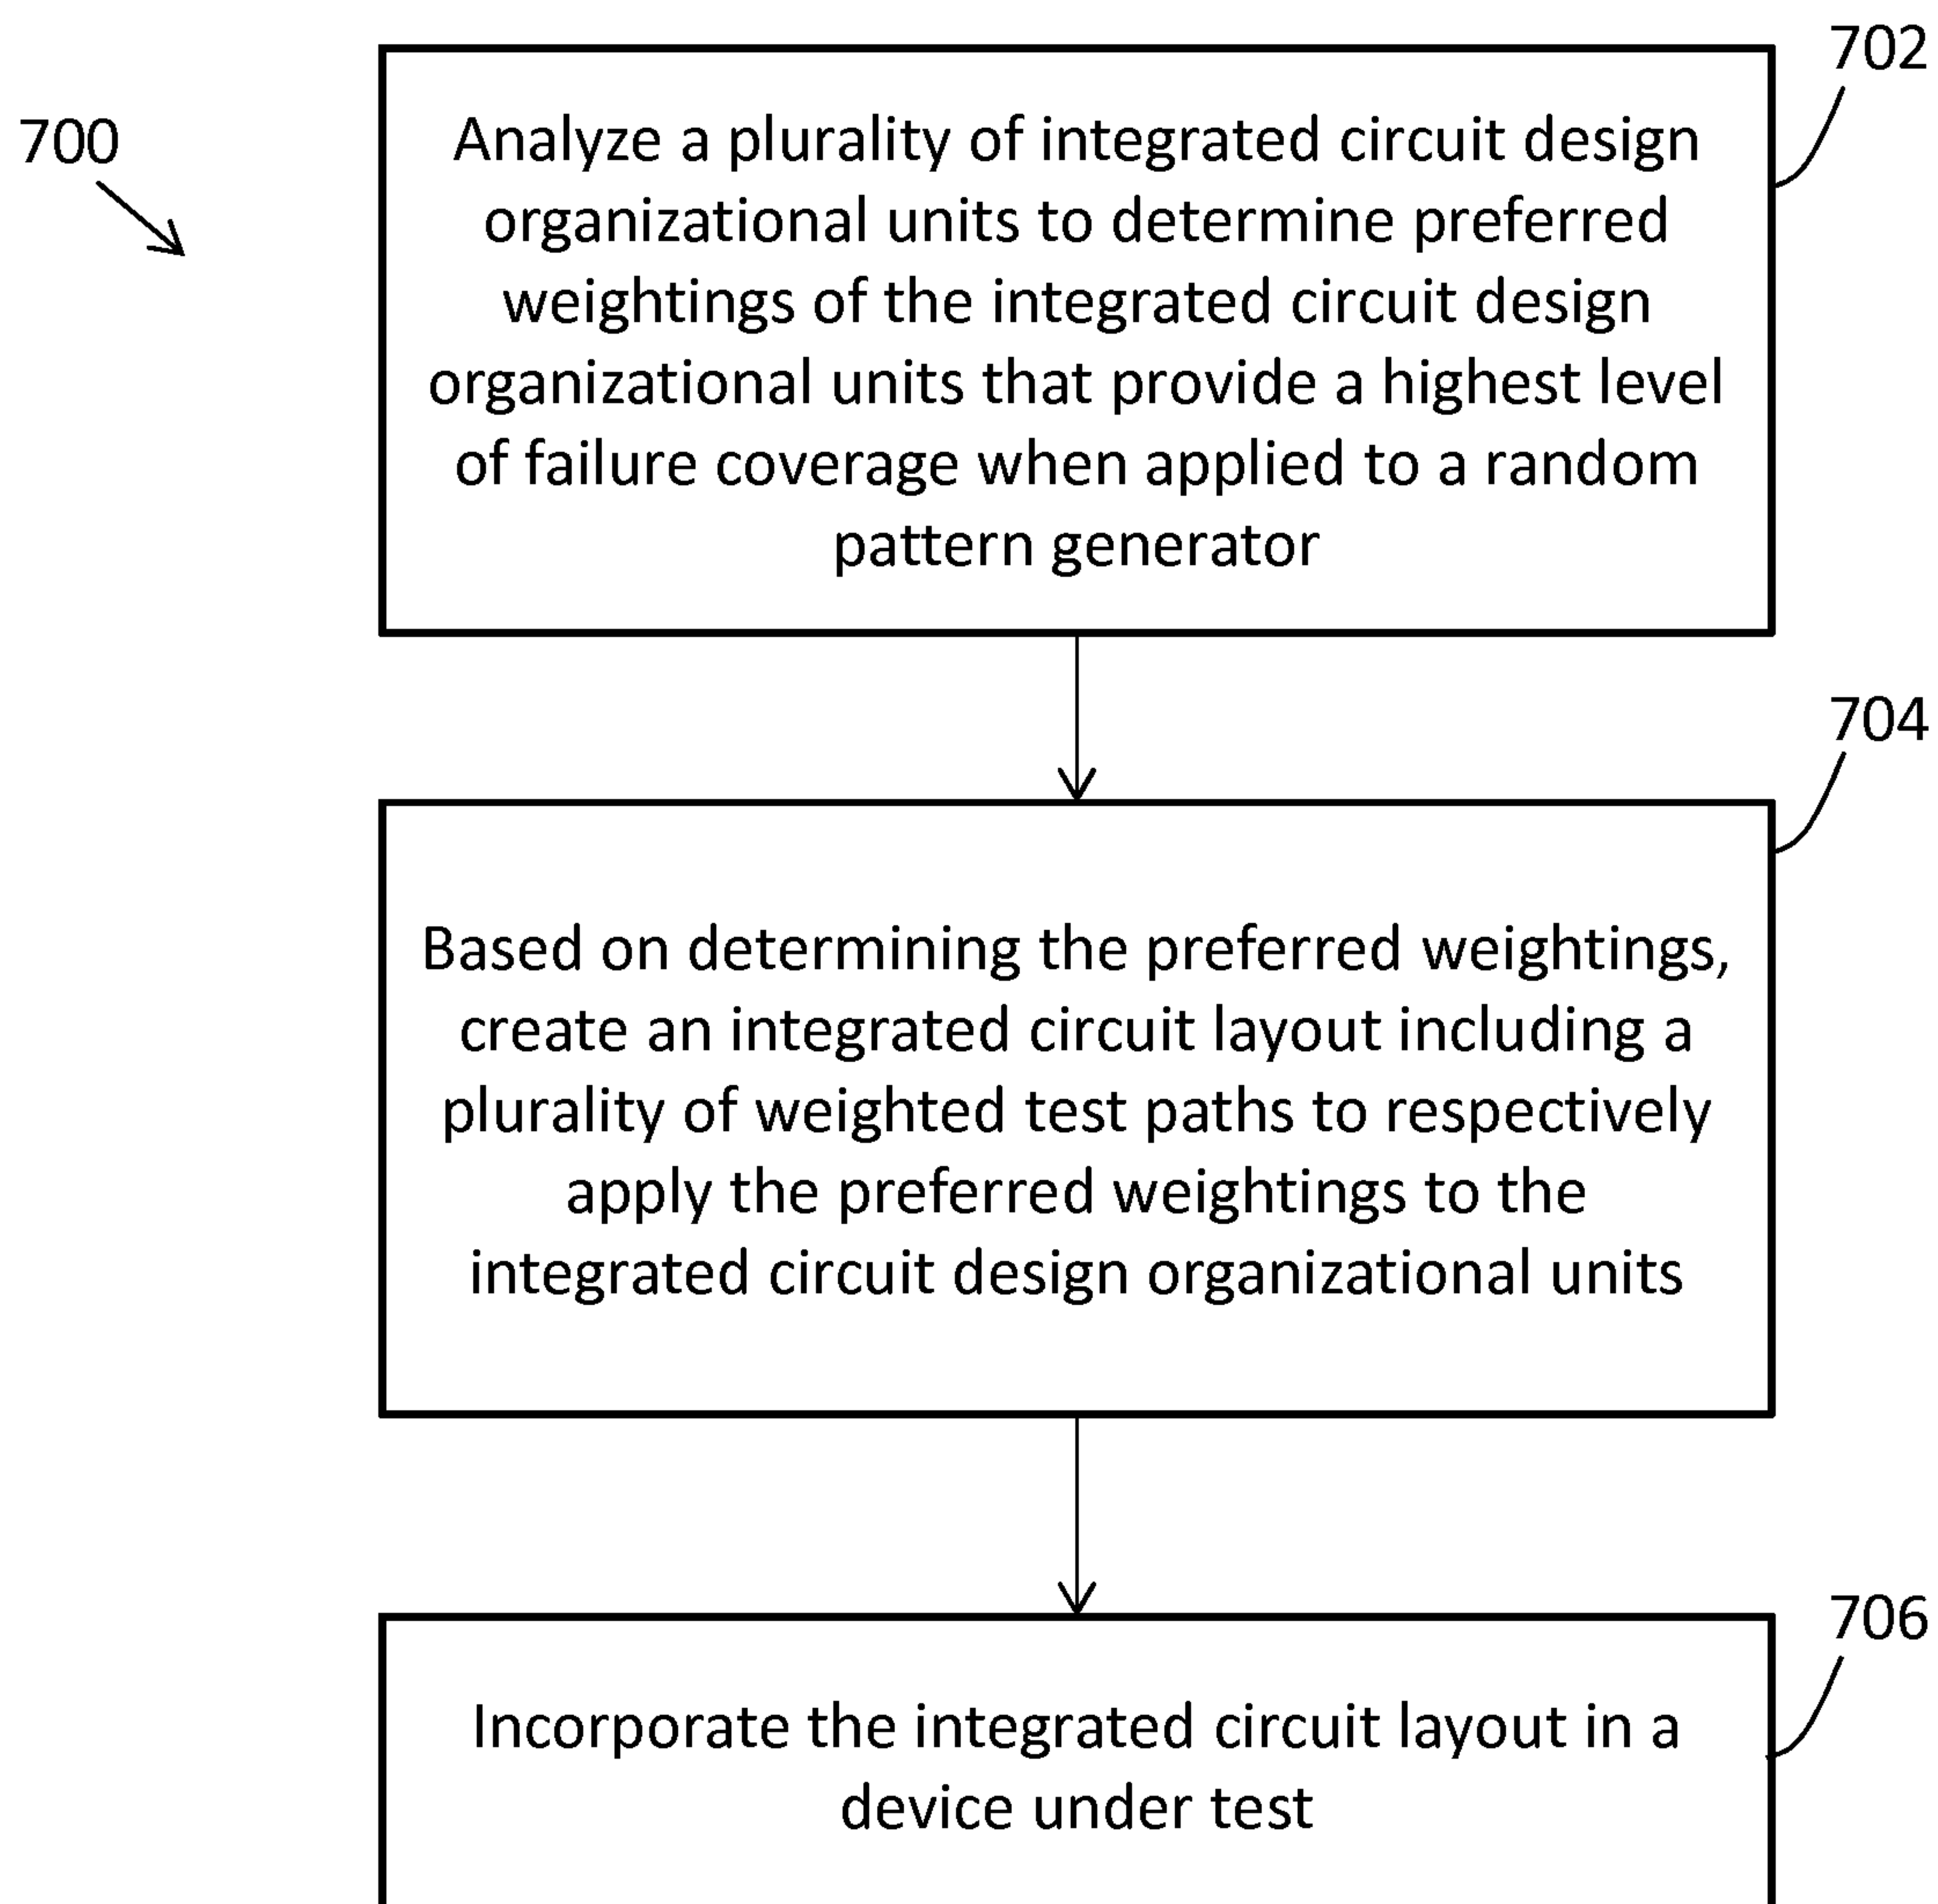 702
700
Analyze a plurality of integrated circuit design
organizational units to determine preferred
weightings of the integrated circuit design
organizational units that provide a highest level
of failure coverage when applied to a random
pattern generator
704
Based on determining the preferred weightings,
create an integrated circuit layout including a
plurality of weighted test paths to respectively
apply the preferred weightings to the
integrated circuit design organizational units
706
Incorporate the integrated circuit layout in a
device under test